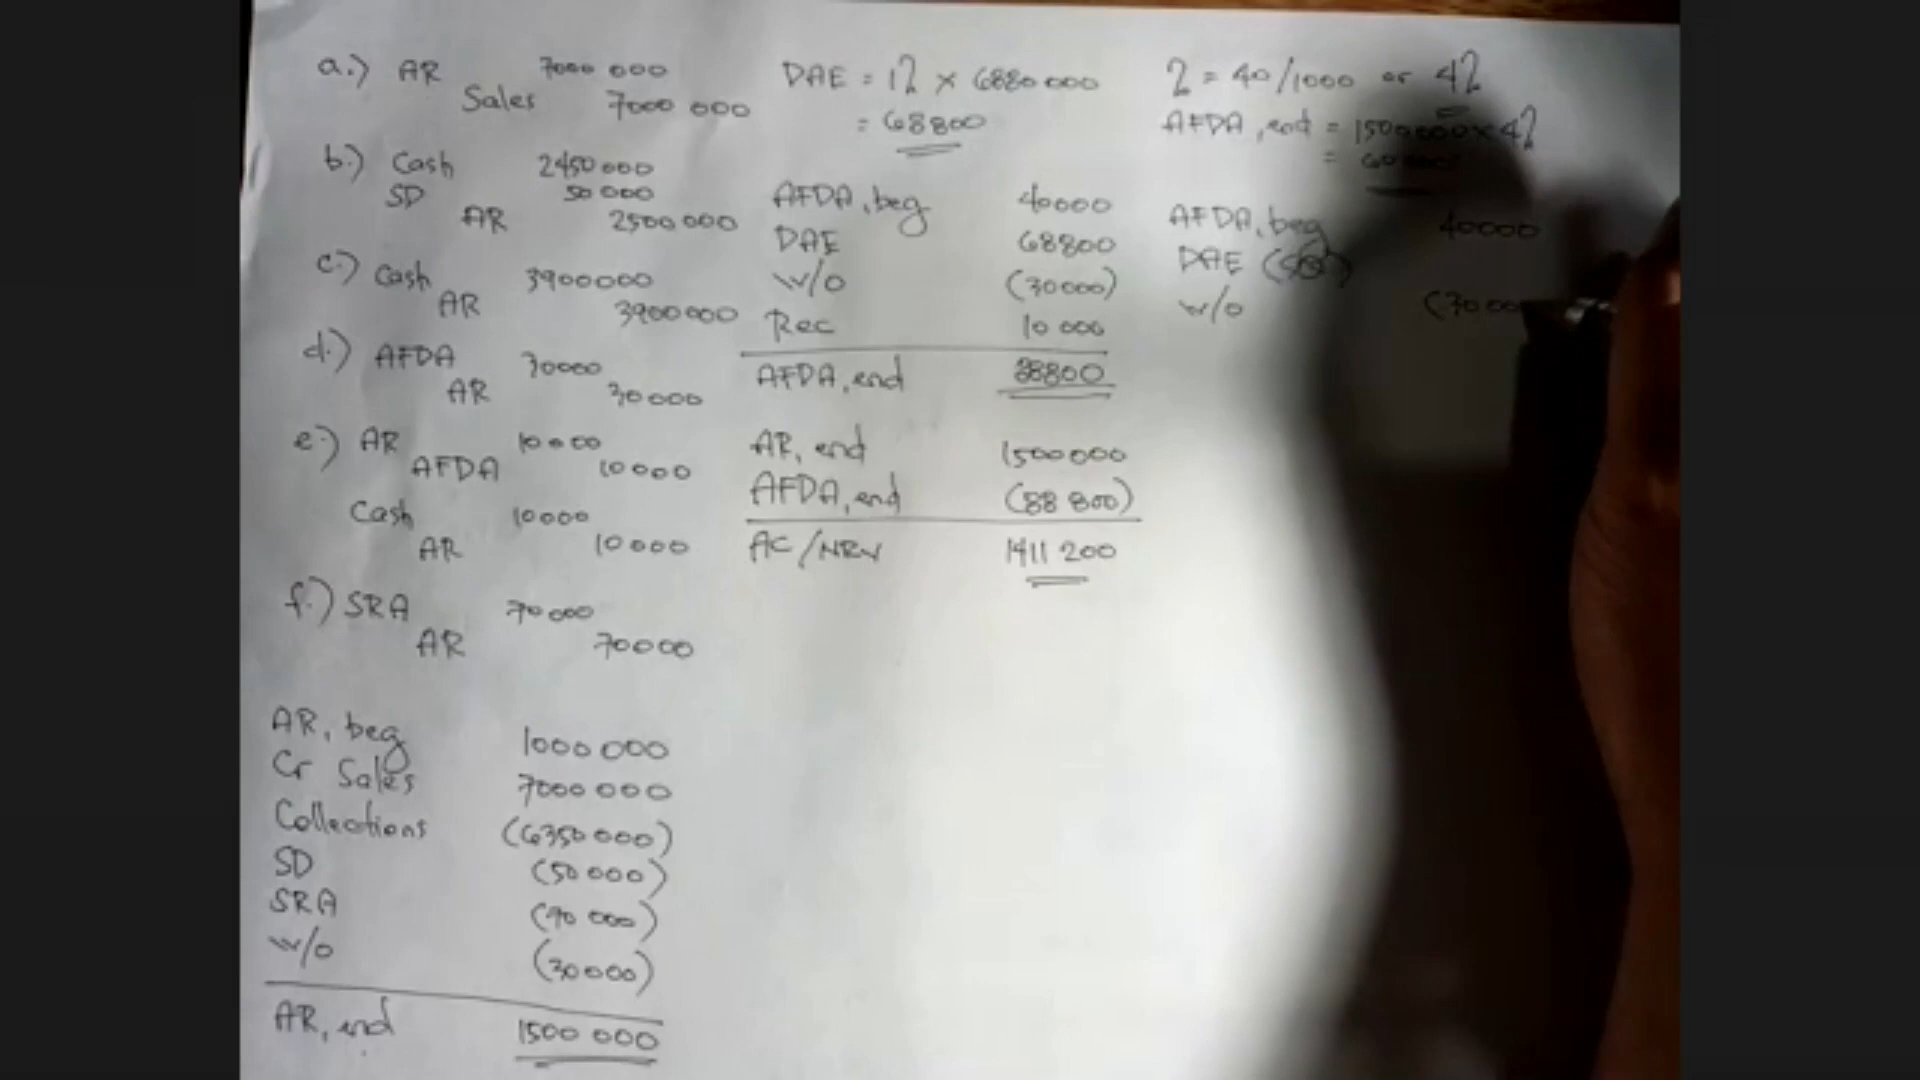 a.) AR 7000 000
Sales 7000 000
b.) Cash 2450 000
SD 50 000
AR 2500 000
c.) Cash 3900000
AR 3900000
d.) AFDA 30000
AR 30000
e.) AR 10000
AFDA 10000
Cash 10000
AR 10000
f.) SRA 70000
AR 70000
AR, beg 1000 000
Cr Sales 7000 000
Collections (6350 000)
SD (50 000)
SRA (70 000)
w/o (30000)
AR, end 1500 000
DAE = 1% × 6880 000
= 68800
AFDA, beg 40000
DAE 68800
w/o (30000)
Rec 10 000
AFDA, end 88800
AR, end 1500000
AFDA, end (88 800)
AC/NRV 1411 200
% = 40/1000 or 4%
AFDA, end = 1500000 × 4%
=
AFDA, beg 40000
DAE
w/o